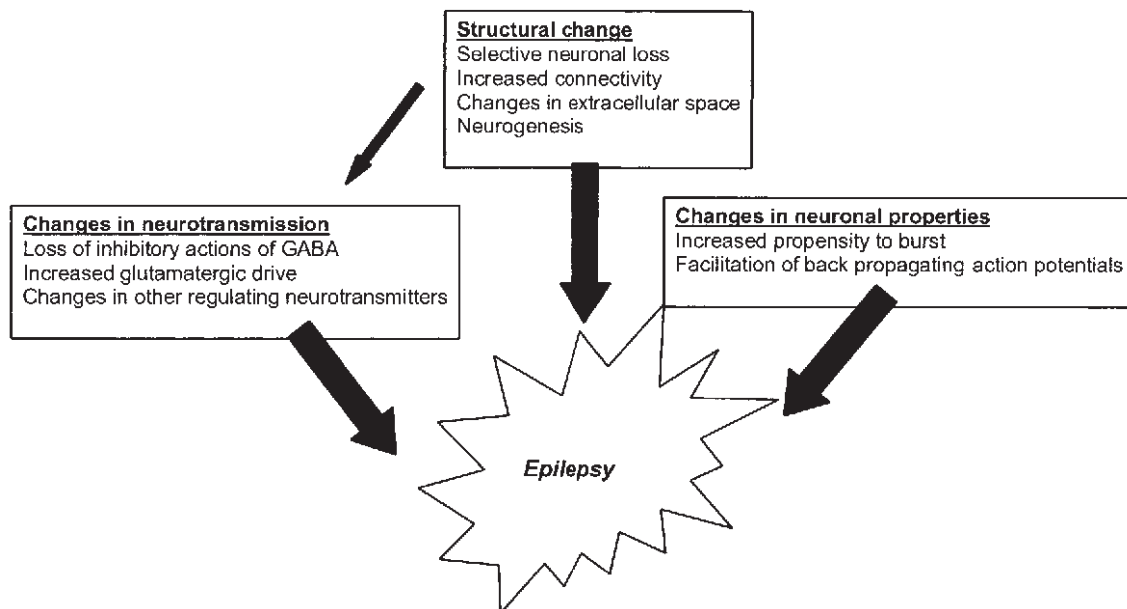 Structural change
Selective neuronal loss
Increased connectivity
Changes in extracellular space
Neurogenesis
Changes in neurotransmission
Loss of inhibitory actions of GABA
Increased glutamatergic drive
Changes in other regulating neurotransmitters
Changes in neuronal properties
Increased propensity to burst
Facilitation of back propagating action potentials
Epilepsy